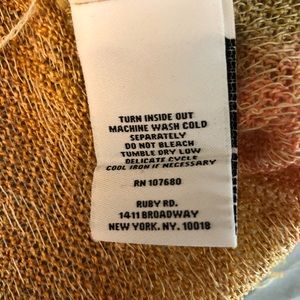 TURN INSIDE OUT
MACHINE WASH COLD
SEPARATELY
DO NOT BLEACH
TUMBLE DRY LOW
DELICATE CYCLE
COOL IRON IF NECESSARY
RN 107680
RUBY RD.
1411 BROADWAY
NEW YORK, NY. 10018